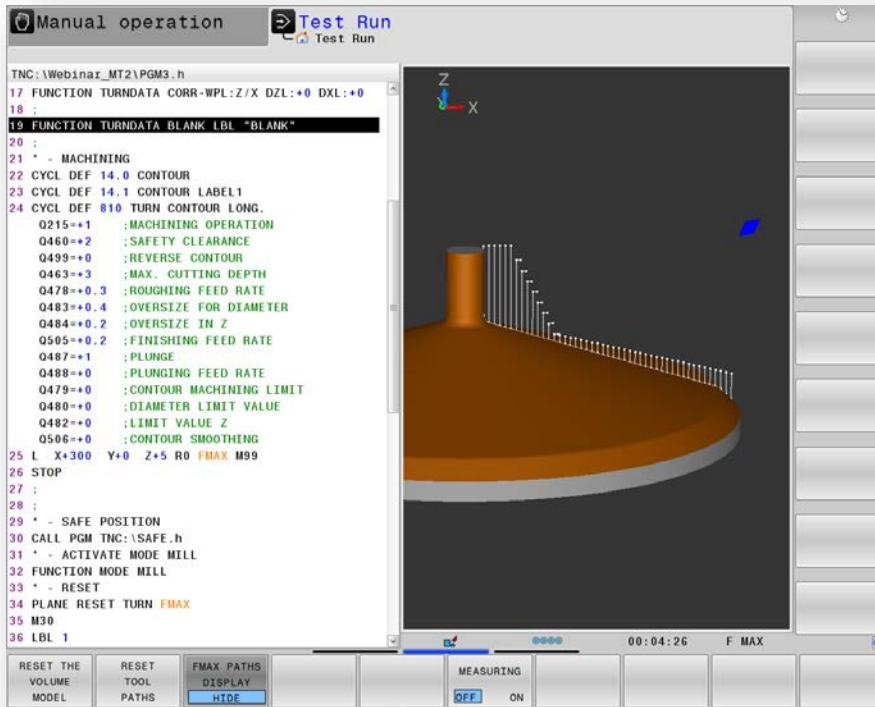 Manual operation
Test Run
Test Run
TNC:\Webinar_MT2\PGM3.h
17 FUNCTION TURNDATA CORR-WPL:Z/X DZL:+0 DXL:+0
18 ;
19 FUNCTION TURNDATA BLANK LBL "BLANK"
20 ;
21 * - MACHINING
22 CYCL DEF 14.0 CONTOUR
23 CYCL DEF 14.1 CONTOUR LABEL1
24 CYCL DEF 810 TURN CONTOUR LONG.
Q215=+1 ;MACHINING OPERATION
Q460=+2 ;SAFETY CLEARANCE
Q499=+0 ;REVERSE CONTOUR
Q463=+3 ;MAX. CUTTING DEPTH
Q478=+0.3 ;ROUGHING FEED RATE
Q483=+0.4 ;OVERSIZE FOR DIAMETER
Q484=+0.2 ;OVERSIZE IN Z
Q505=+0.2 ;FINISHING FEED RATE
Q487=+1 ;PLUNGE
Q488=+0 ;PLUNGING FEED RATE
Q479=+0 ;CONTOUR MACHINING LIMIT
Q480=+0 ;DIAMETER LIMIT VALUE
Q482=+0 ;LIMIT VALUE Z
Q506=+0 ;CONTOUR SMOOTHING
25 L X+300 Y+0 Z+5 R0 FMAX M99
26 STOP
27 ;
28 ;
29 * - SAFE POSITION
30 CALL PGM TNC:\SAFE.h
31 * - ACTIVATE MODE MILL
32 FUNCTION MODE MILL
33 * - RESET
34 PLANE RESET TURN FMAX
35 M30
36 LBL 1
Z
X
00:04:26 F MAX
RESET THE
VOLUME
MODEL
RESET
TOOL
PATHS
FMAX PATHS
DISPLAY
HIDE
MEASURING
OFF ON